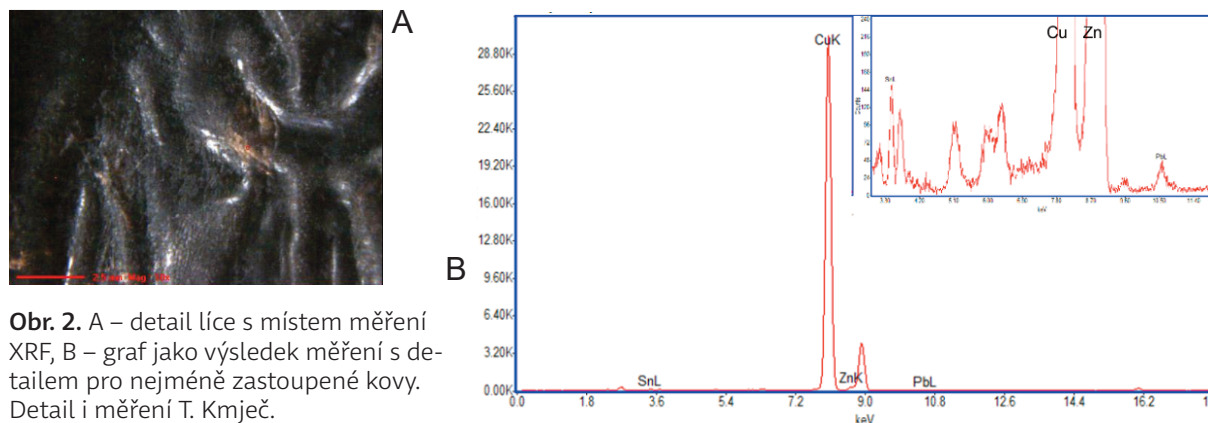 A
B
28.80K
25.60K
22.40K
19.20K
16.00K
12.80K
9.60K
6.40K
3.20K
0.00K
CuK
SnL
ZnK
PbL
0.0 1.8 3.6 5.4 7.2 9.0 10.8 12.6 14.4 16.2
keV
Cu Zn
SnL
PbL
keV
Obr. 2. A – detail líce s místem měření
XRF, B – graf jako výsledek měření s de-
tailem pro nejméně zastoupené kovy.
Detail i měření T. Kmječ.